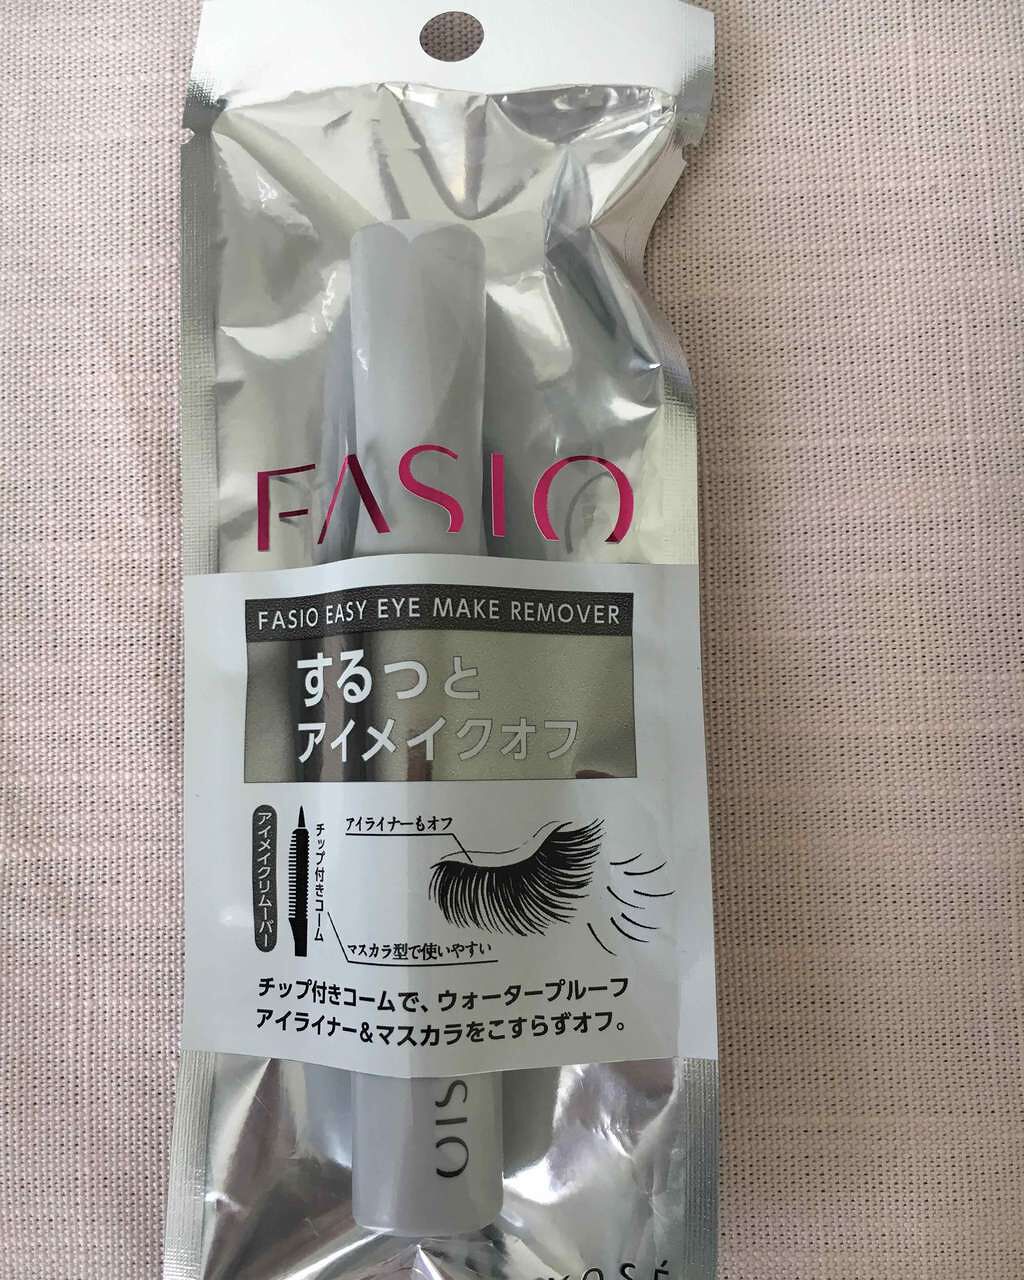 FASIO
FASIO EASY EYE MAKE REMOVER
するっと
アイメイクオフ
アイメイクリムーバー
チップ付きコーム
アイライナーもオフ
マスカラ型で使いやすい
チップ付きコームで、ウォータープルーフ
アイライナー&マスカラをこすらずオフ。
SIO
KOSÉ